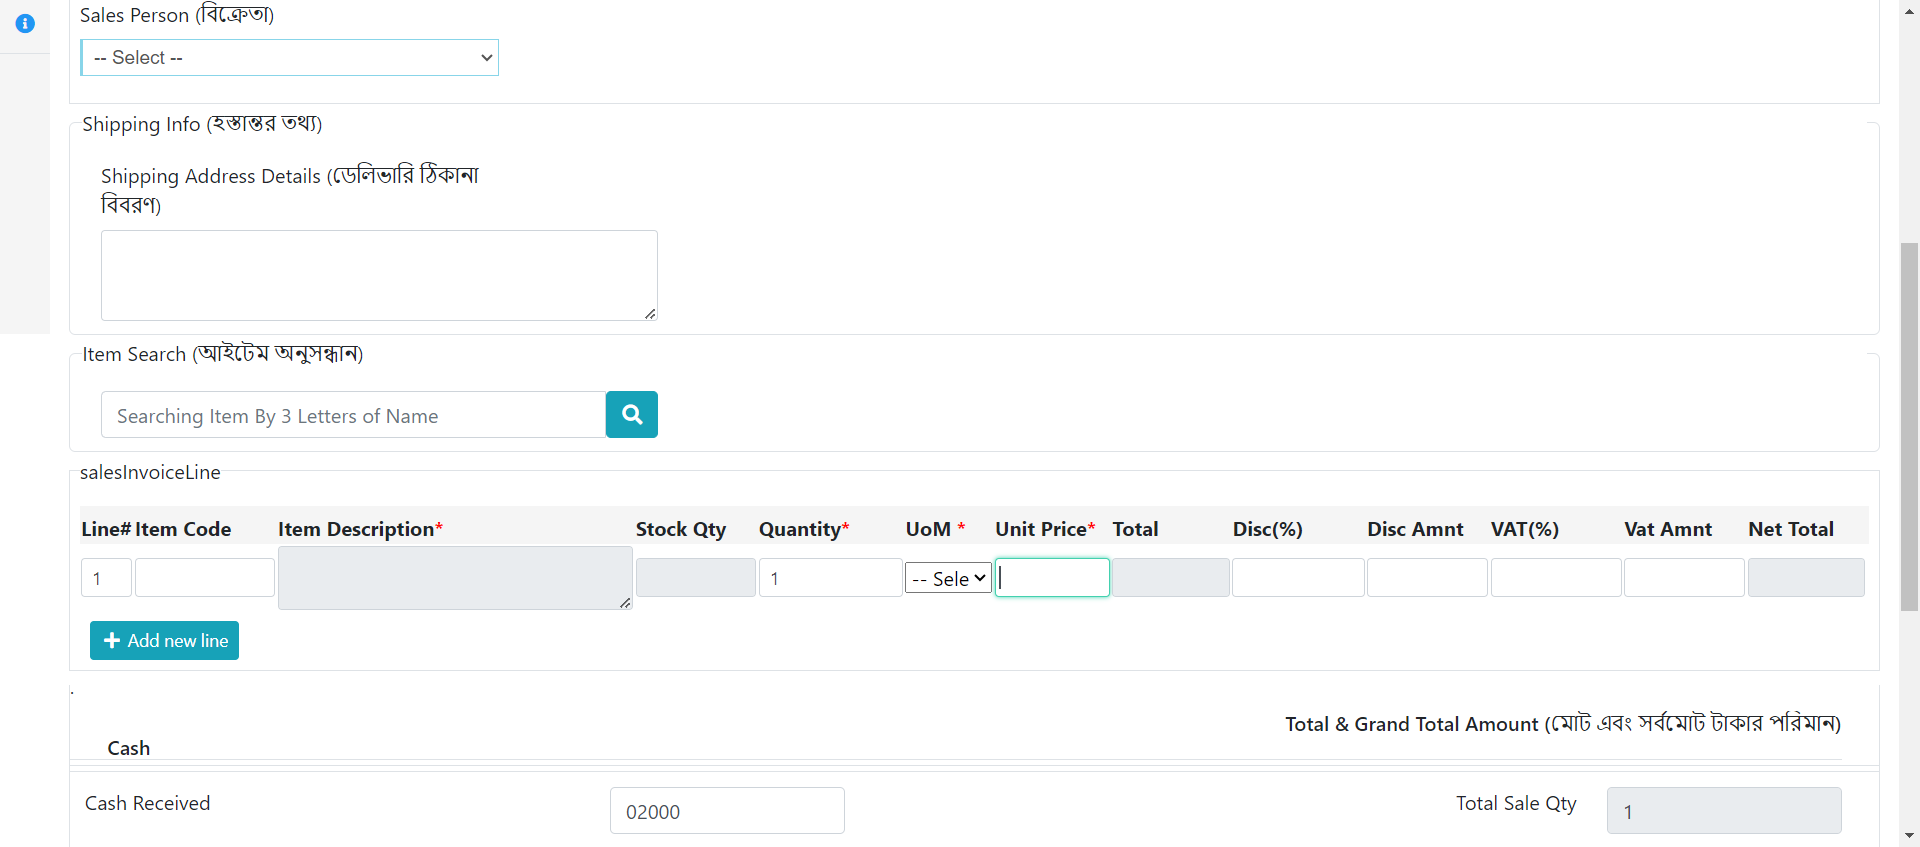 Sales Person (বিক্রেতা)
-- Select --
Shipping Info (হস্তান্তর তথ্য)
Shipping Address Details (ডেলিভারি ঠিকানা
বিবরণ)
Item Search (আইটেম অনুসন্ধান)
Searching Item By 3 Letters of Name
salesInvoiceLine
Line# Item Code Item Description* Stock Qty Quantity* UoM * Unit Price* Total Disc(%) Disc Amnt VAT(%) Vat Amnt Net Total
1 1 -- Sele
Add new line
.
Total & Grand Total Amount (মোট এবং সর্বমোট টাকার পরিমান)
Cash
Cash Received 02000 Total Sale Qty 1